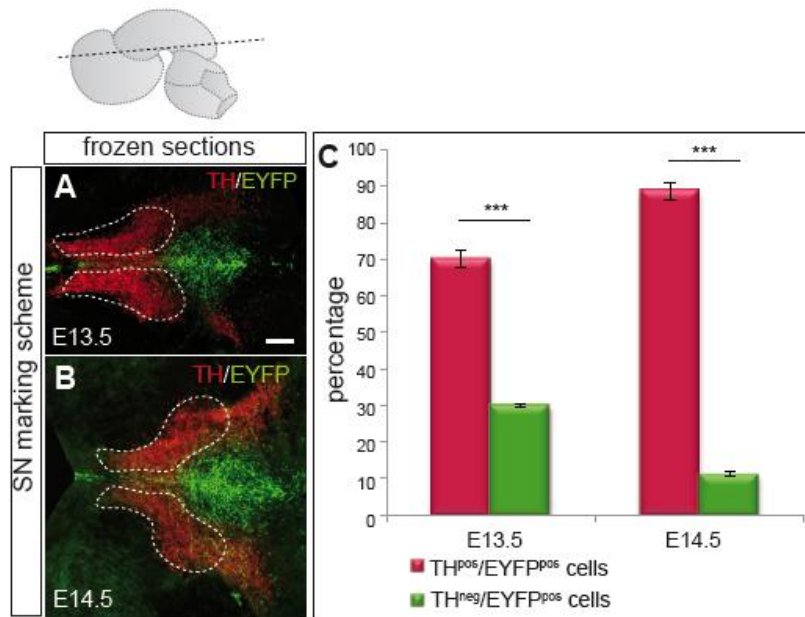 frozen sections
SN marking scheme
A
TH/EYFP
E13.5
B
TH/EYFP
E14.5
C
percentage
100
90
80
70
60
50
40
30
20
10
0
***
***
E13.5
E14.5
THpos/EYFPpos cells
THneg/EYFPpos cells